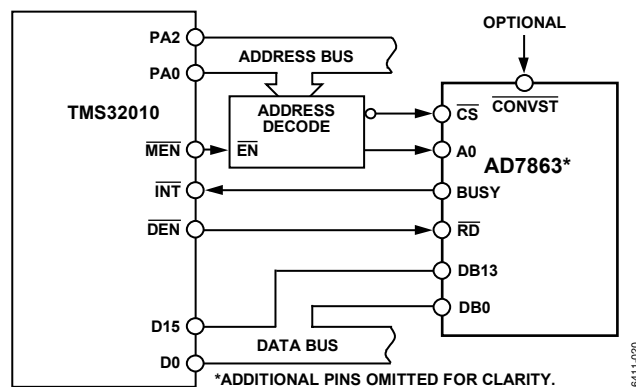 OPTIONAL
PA2
ADDRESS BUS
PA0
TMS32010
ADDRESS
DECODE
CS
CONVST
MEN
EN
A0
AD7863*
INT
BUSY
DEN
RD
DB13
DB0
D15
DATA BUS
D0
*ADDITIONAL PINS OMITTED FOR CLARITY.